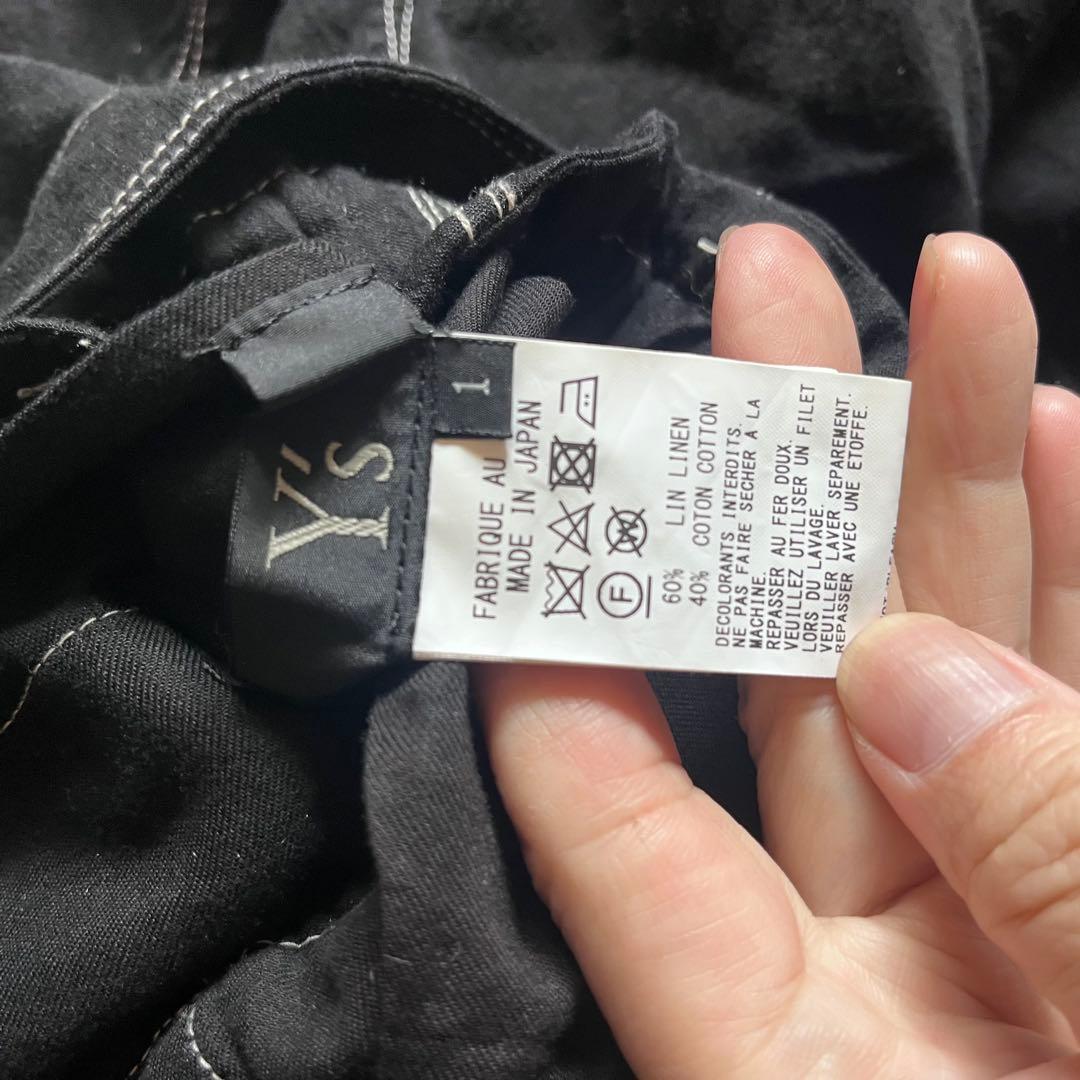 Y's
1
FABRIQUE AU
MADE IN JAPAN
F
W
60% LIN LINEN
40% COTON COTTON
DECOLORANTS INTERDITS.
NE PAS FAIRE SECHER A LA
MACHINE.
REPASSER AU FER DOUX.
VEUILLEZ UTILISER UN FILET
LORS DU LAVAGE.
VEUILLER LAVER SEPAREMENT.
REPASSER AVEC UNE ETOFFE.